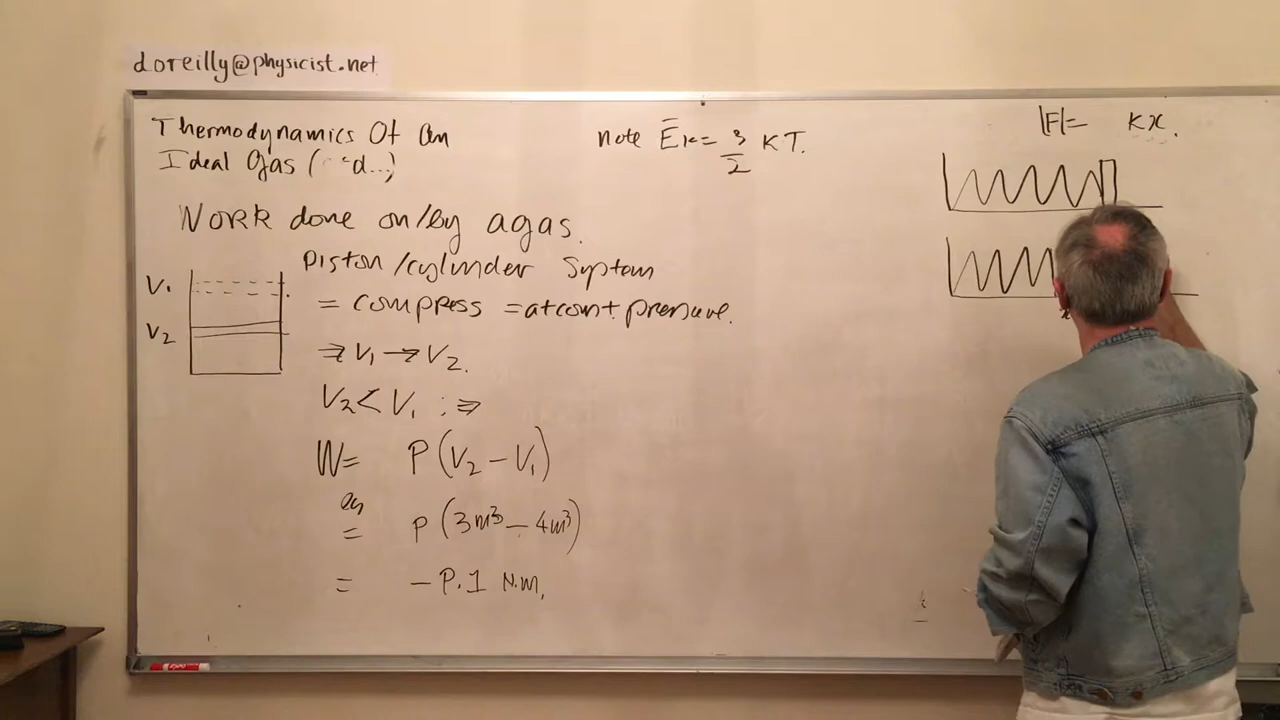 doreilly@physicist.net
Thermodynamics Of an
Ideal Gas (
note Ēk = 3/2 KT.
|F| = Kx.
Work done on/by a gas.
Piston/cylinder System
V1
= compress = at const pressure.
V2
⇒ V1 → V2.
V2 < V1 ; ⇒
W = P(V2 − V1)
eg
= P(3m³ − 4m³)
= − P.1 N.m.